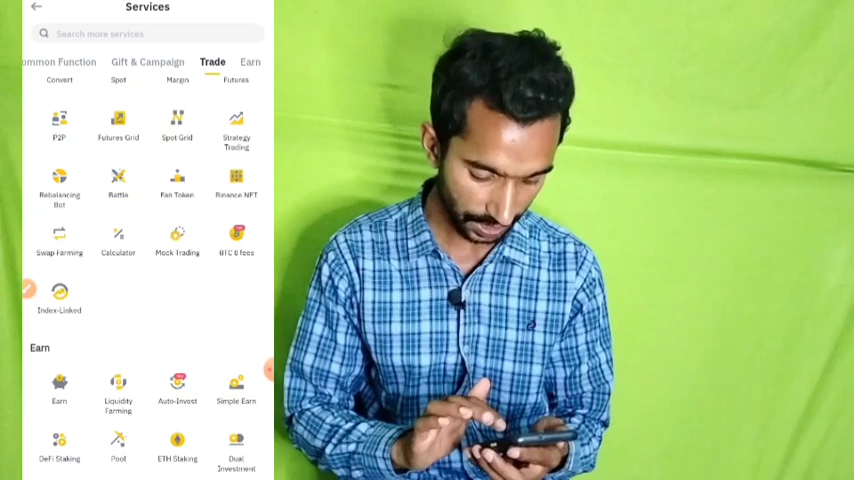 Services
Search more services
ommon Function Gift & Campaign Trade Earn
Convert Spot Margin Futures
P2P Futures Grid Spot Grid Strategy Trading
Rebalancing Bot Battle Fan Token Binance NFT
Swap Farming Calculator Mock Trading BTC 0 fees
Index-Linked
Earn
Earn Liquidity Farming Auto-Invest Simple Earn
DeFi Staking Pool ETH Staking Dual Investment